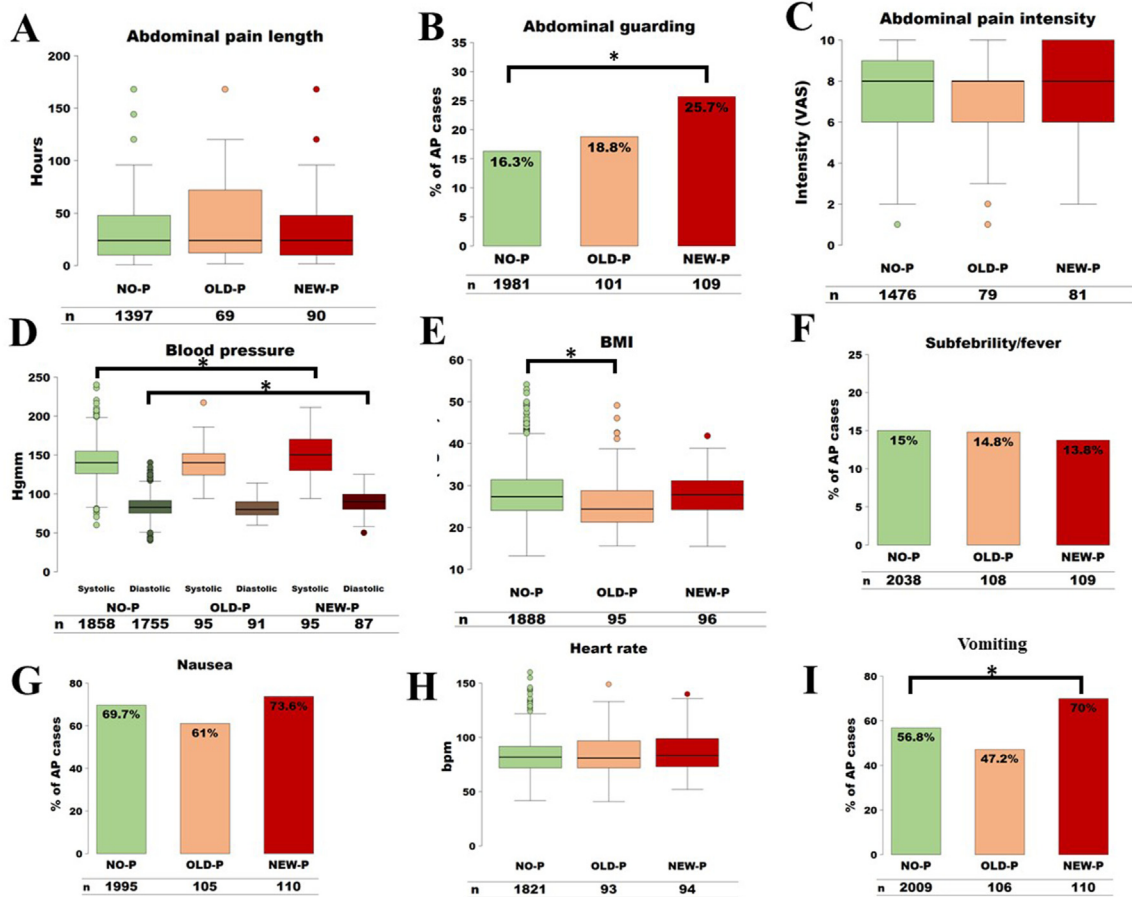 A
Abdominal pain length
Hours
200
150
100
50
0
NO-P OLD-P NEW-P
n 1397 69 90
B
Abdominal guarding
% of AP cases
35
30
25
20
15
10
5
0
*
16.3% 18.8% 25.7%
NO-P OLD-P NEW-P
n 1981 101 109
C
Abdominal pain intensity
Intensity (VAS)
10
8
6
4
2
0
NO-P OLD-P NEW-P
n 1476 79 81
D
Blood pressure
Hgmm
250
200
150
100
50
0
*
*
Systolic Diastolic Systolic Diastolic Systolic Diastolic
NO-P OLD-P NEW-P
n 1858 1755 95 91 95 87
E
BMI
60
50
40
30
20
10
*
NO-P OLD-P NEW-P
n 1888 95 96
F
Subfebrility/fever
% of AP cases
25
20
15
10
5
0
15% 14.8% 13.8%
NO-P OLD-P NEW-P
n 2038 108 109
G
Nausea
% of AP cases
80
60
40
20
0
69.7% 61% 73.6%
NO-P OLD-P NEW-P
n 1995 105 110
H
Heart rate
bpm
150
100
50
0
NO-P OLD-P NEW-P
n 1821 93 94
I
Vomiting
% of AP cases
80
60
40
20
0
*
56.8% 47.2% 70%
NO-P OLD-P NEW-P
n 2009 106 110